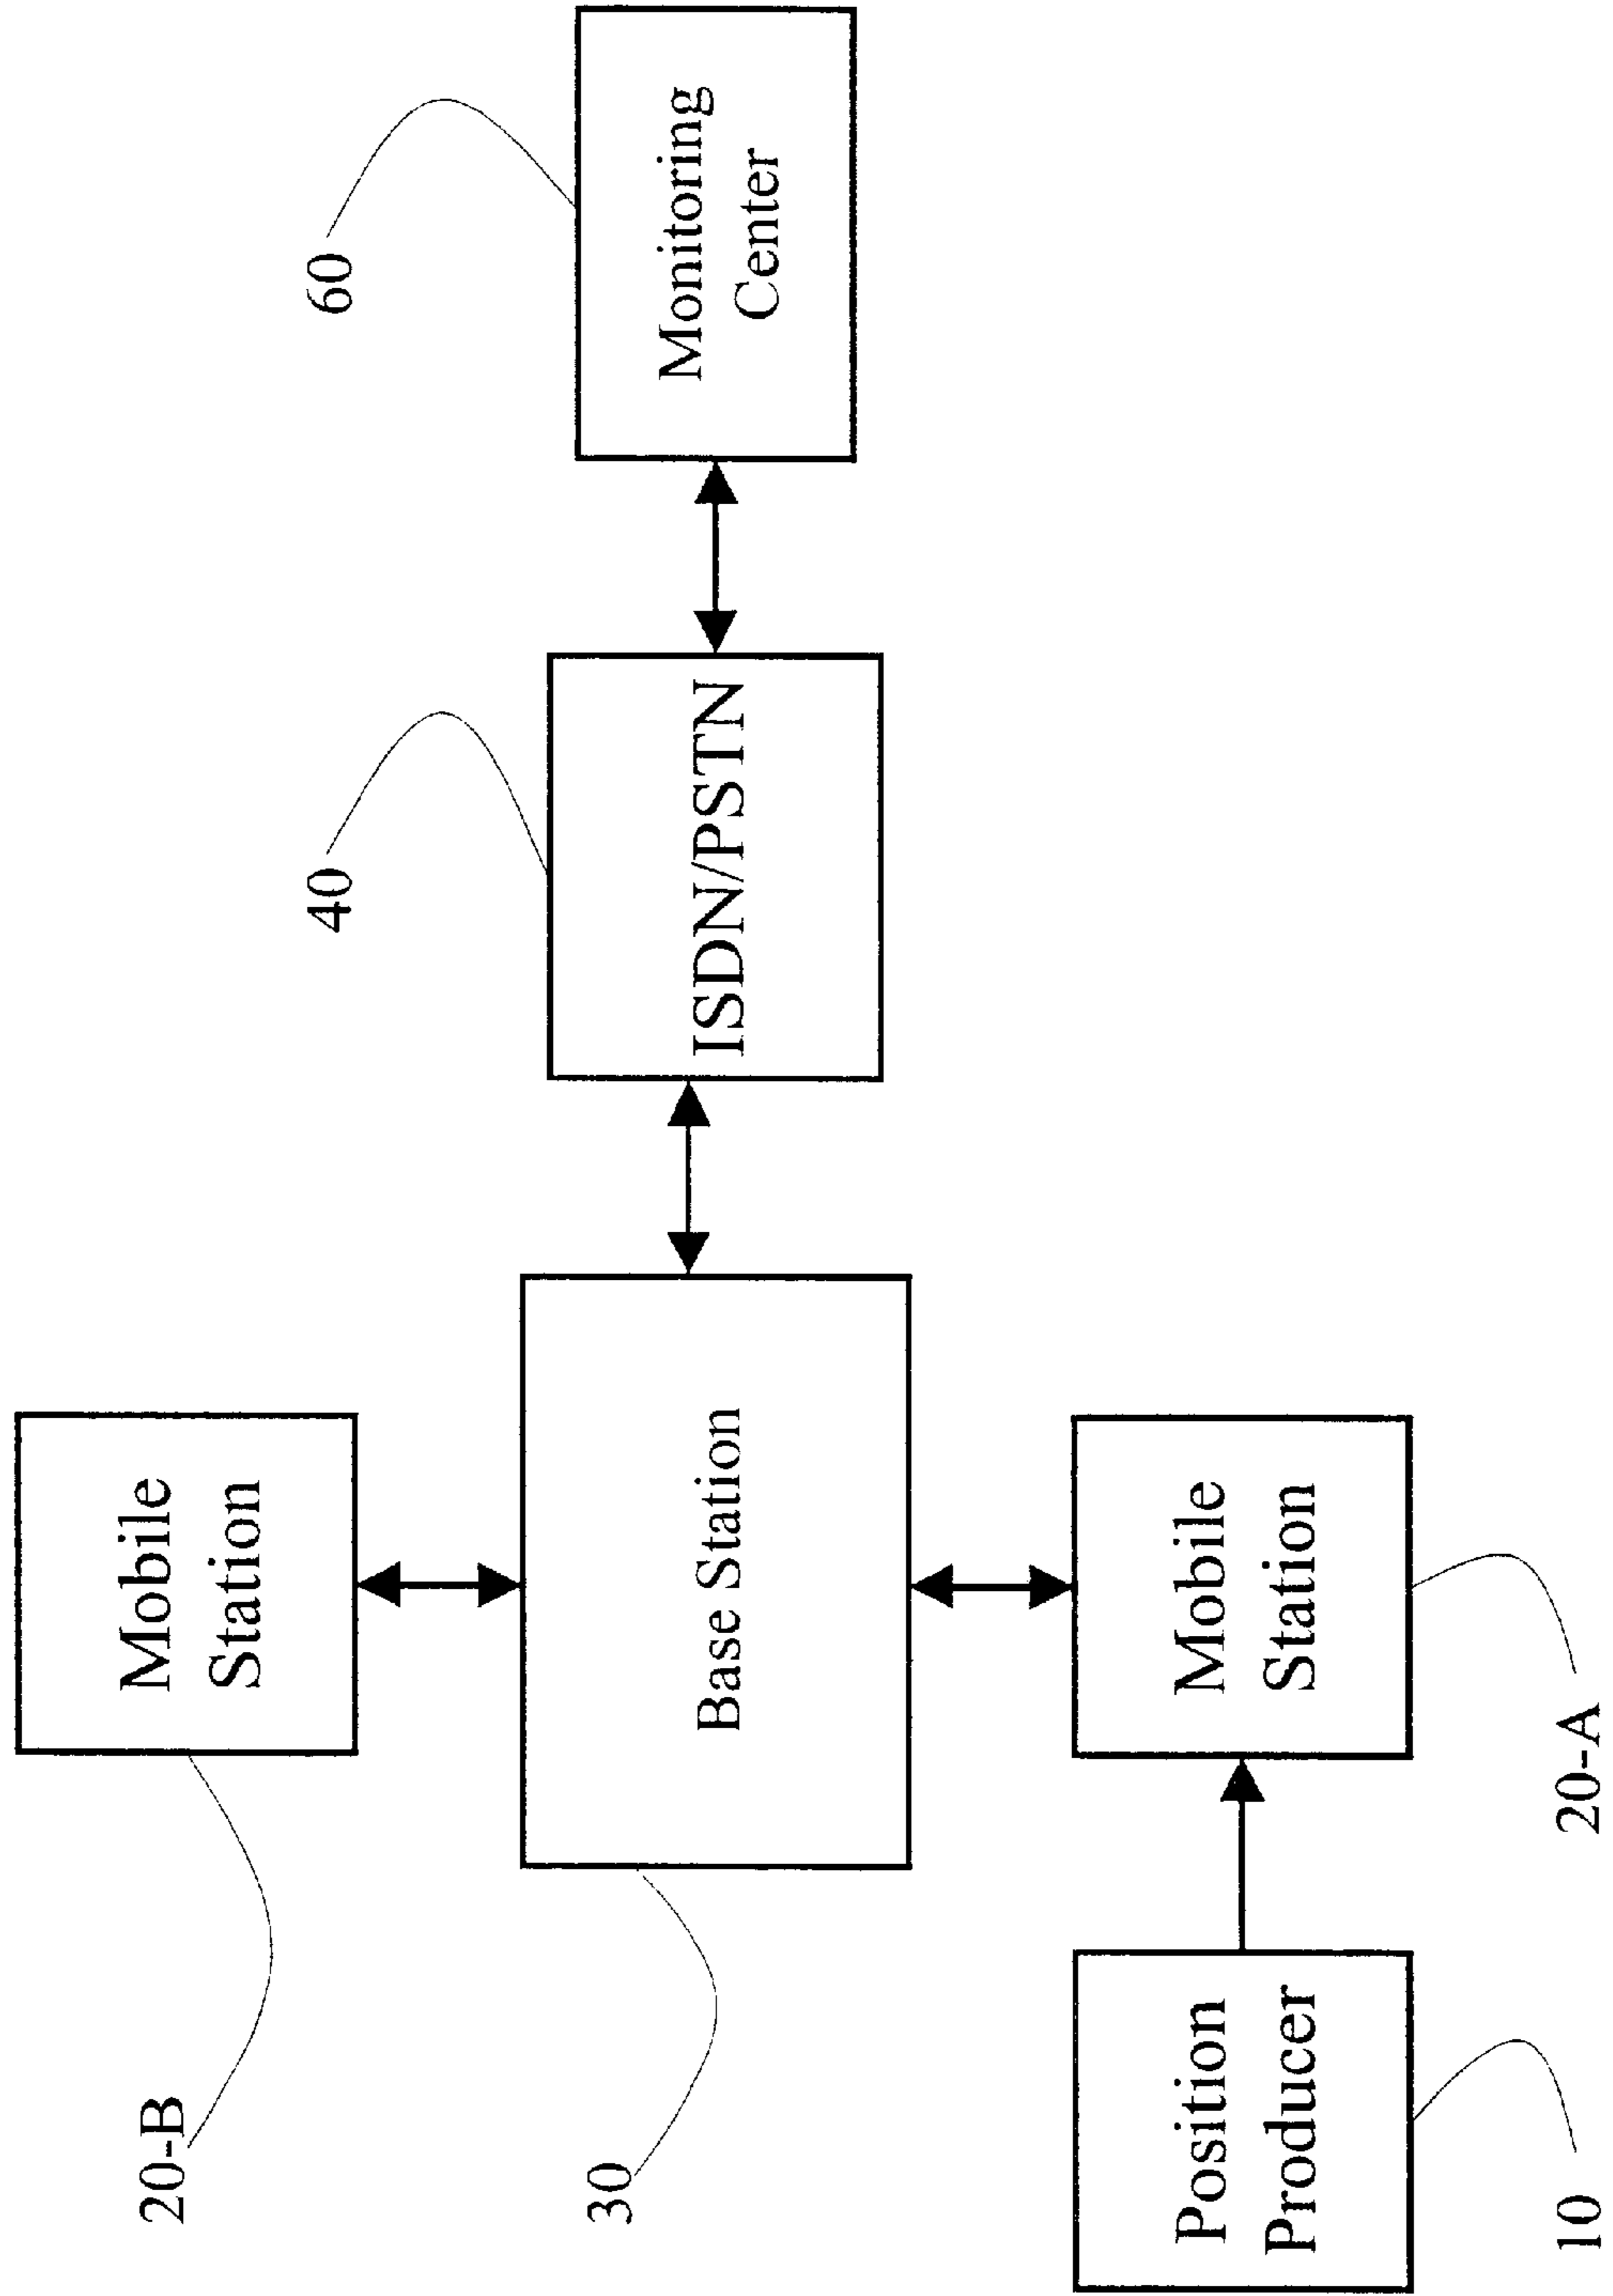 20-B
Mobile
Station
60
40
30
Base Station
ISDN/PSTN
Monitoring
Center
Position
Producer
Mobile
Station
10
20-A